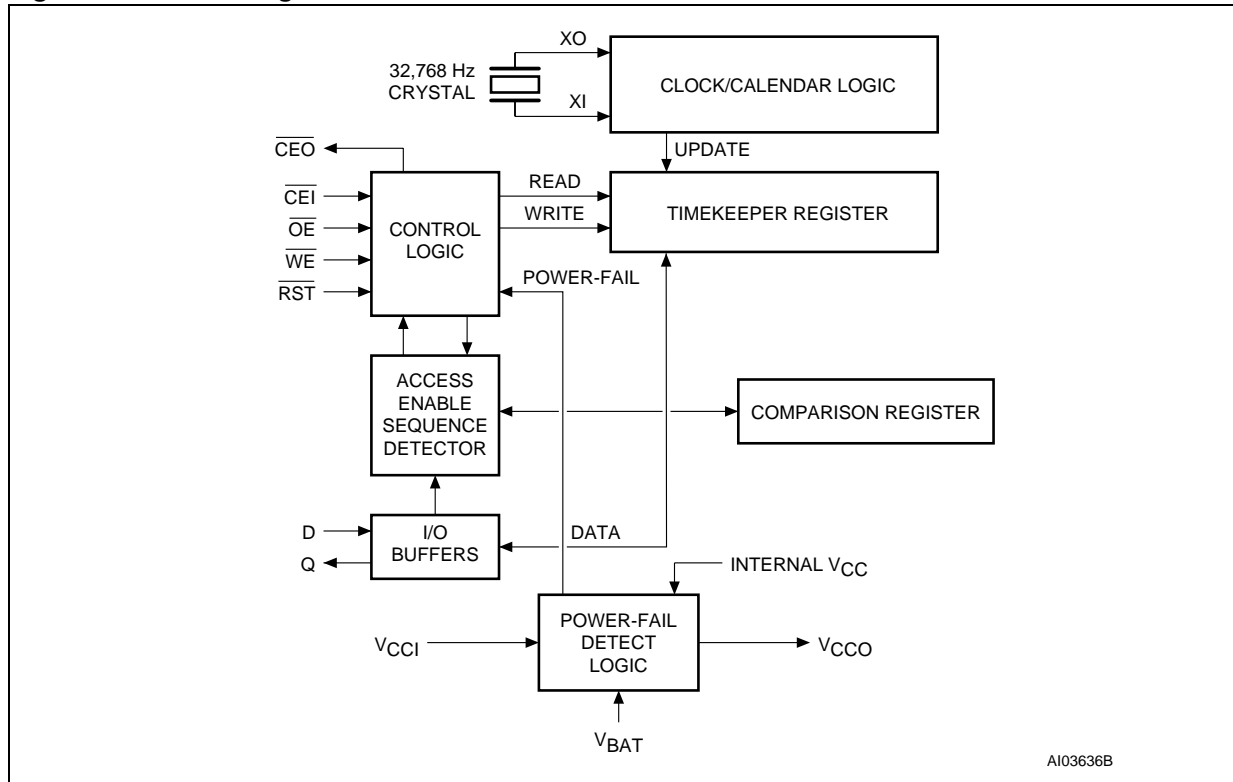 XO
32,768 Hz
CRYSTAL
XI
CLOCK/CALENDAR LOGIC
UPDATE
CEO
CEI
OE
WE
RST
CONTROL
LOGIC
READ
WRITE
TIMEKEEPER REGISTER
POWER-FAIL
ACCESS
ENABLE
SEQUENCE
DETECTOR
COMPARISON REGISTER
D
Q
I/O
BUFFERS
DATA
INTERNAL VCC
POWER-FAIL
DETECT
LOGIC
VCCI
VCCO
VBAT
AI03636B